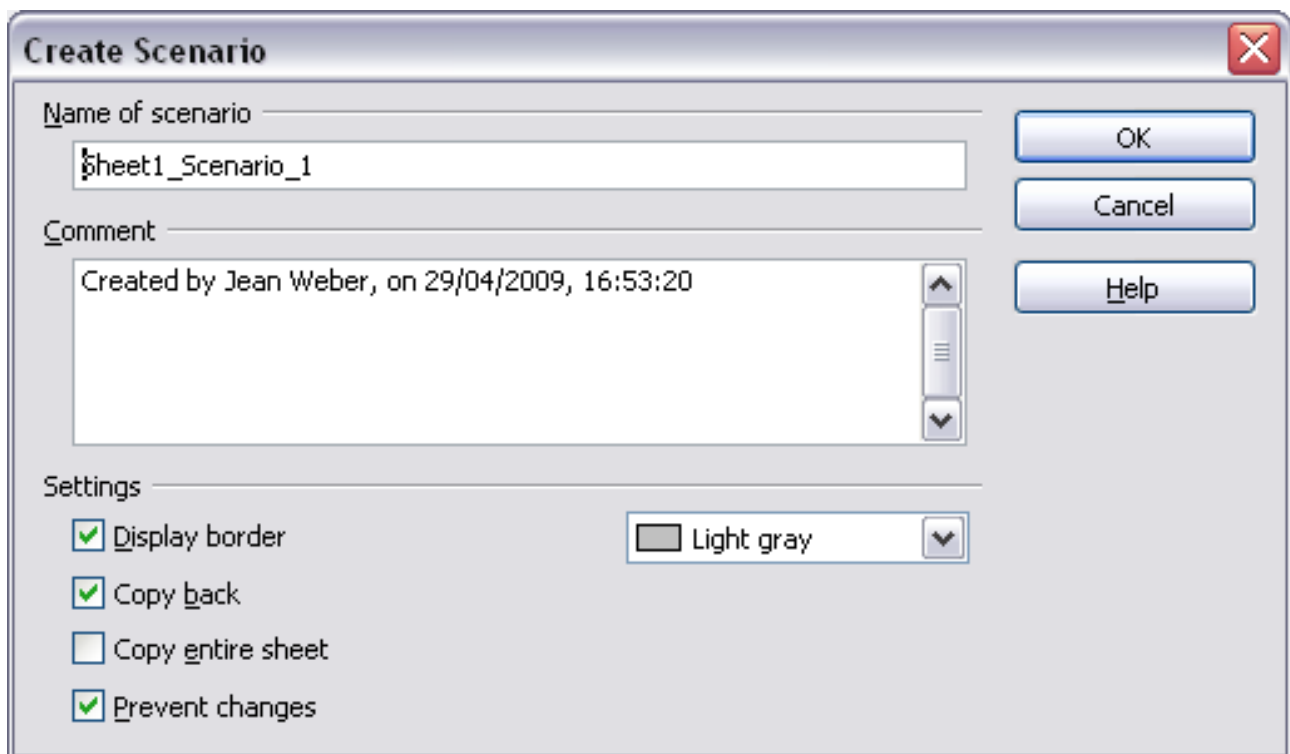 Create Scenario
Name of scenario
Sheet1_Scenario_1
OK
Cancel
Comment
Created by Jean Weber, on 29/04/2009, 16:53:20
Help
Settings
Display border
Light gray
Copy back
Copy entire sheet
Prevent changes